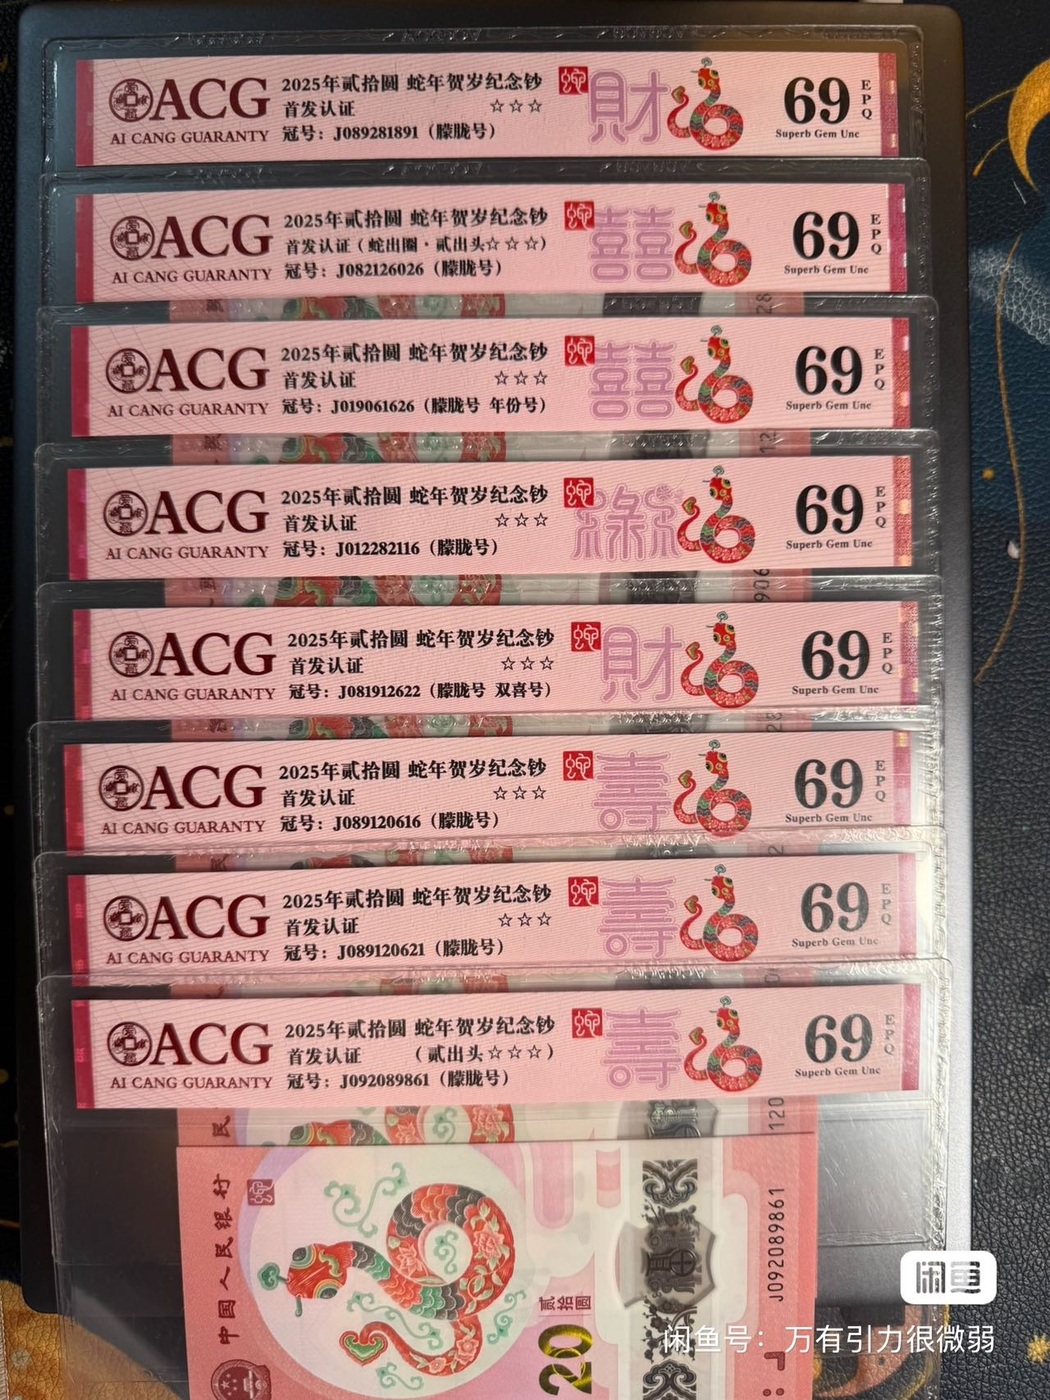 ACG
AI CANG GUARANTY
2025年贰拾圆 蛇年贺岁纪念钞
首发认证 ☆☆☆
冠号：J089281891（朦胧号）
蛇 財
69
EPQ
Superb Gem Unc
ACG
AI CANG GUARANTY
2025年贰拾圆 蛇年贺岁纪念钞
首发认证（蛇出圈·贰出头☆☆☆）
冠号：J082126026（朦胧号）
蛇 囍
69
EPQ
Superb Gem Unc
ACG
AI CANG GUARANTY
2025年贰拾圆 蛇年贺岁纪念钞
首发认证 ☆☆☆
冠号：J019061626（朦胧号 年份号）
蛇 囍
69
EPQ
Superb Gem Unc
ACG
AI CANG GUARANTY
2025年贰拾圆 蛇年贺岁纪念钞
首发认证 ☆☆☆
冠号：J012282116（朦胧号）
蛇
69
EPQ
Superb Gem Unc
ACG
AI CANG GUARANTY
2025年贰拾圆 蛇年贺岁纪念钞
首发认证 ☆☆☆
冠号：J081912622（朦胧号 双喜号）
蛇 財
69
EPQ
Superb Gem Unc
ACG
AI CANG GUARANTY
2025年贰拾圆 蛇年贺岁纪念钞
首发认证 ☆☆☆
冠号：J089120616（朦胧号）
蛇 壽
69
EPQ
Superb Gem Unc
ACG
AI CANG GUARANTY
2025年贰拾圆 蛇年贺岁纪念钞
首发认证 ☆☆☆
冠号：J089120621（朦胧号）
蛇 壽
69
EPQ
Superb Gem Unc
ACG
AI CANG GUARANTY
2025年贰拾圆 蛇年贺岁纪念钞
首发认证 （贰出头☆☆☆）
冠号：J092089861（朦胧号）
蛇 壽
69
EPQ
Superb Gem Unc
中国人民银行
贰拾圆
20
J092089861
闲鱼
闲鱼号：万有引力很微弱